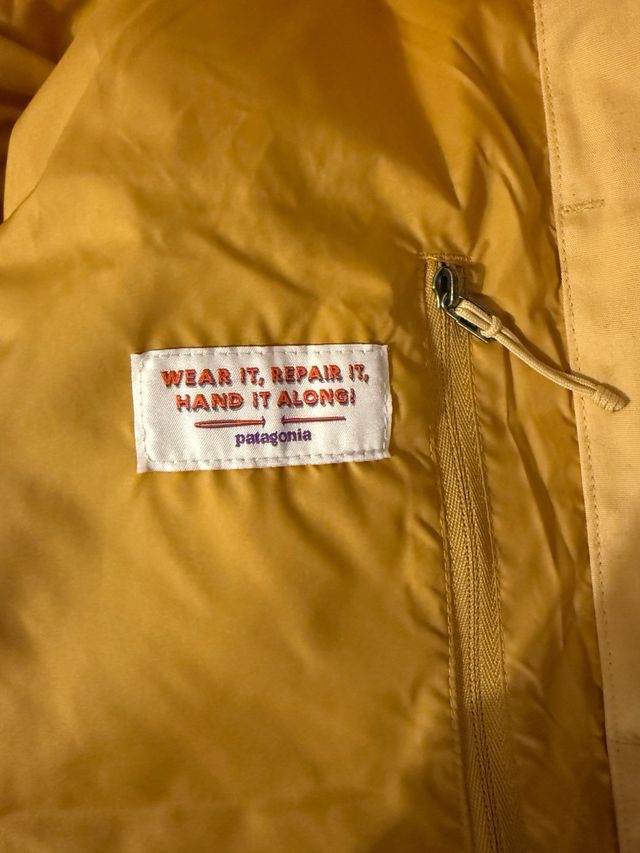 WEAR IT, REPAIR IT,
HAND IT ALONG!
patagonia